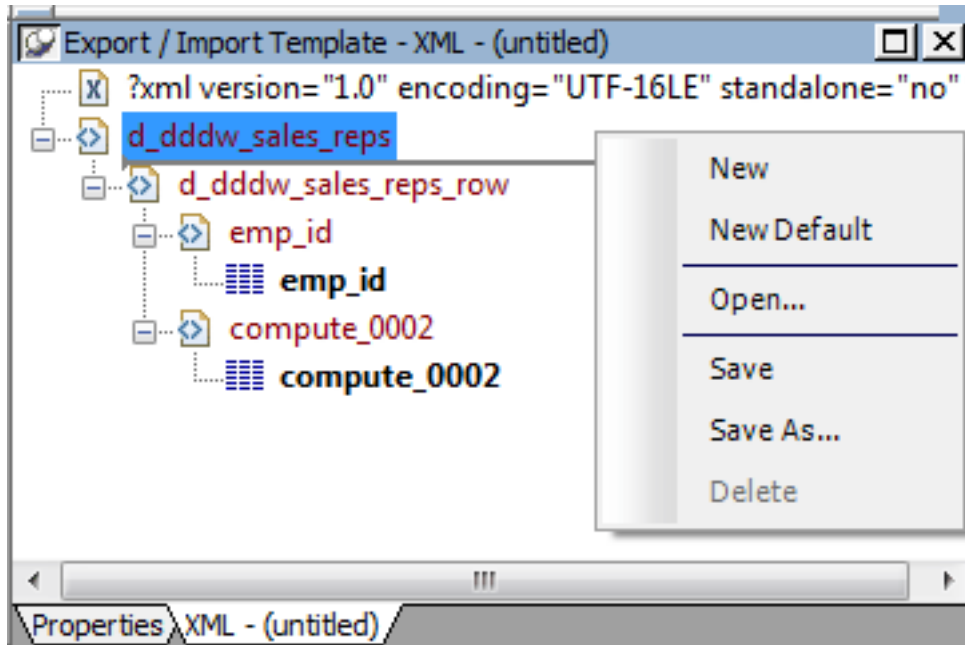 Export / Import Template - XML - (untitled)
?xml version="1.0" encoding="UTF-16LE" standalone="no"
d_dddw_sales_reps
d_dddw_sales_reps_row
emp_id
emp_id
compute_0002
compute_0002
New
New Default
Open...
Save
Save As...
Delete
Properties XML - (untitled)